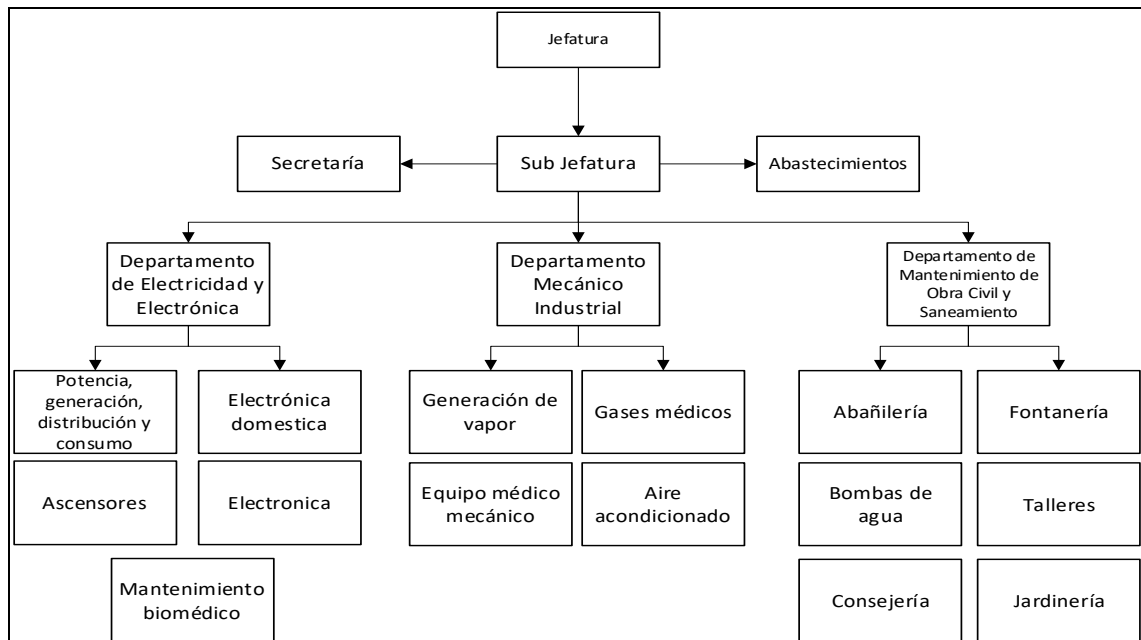 Jefatura
Secretaría
Sub Jefatura
Abastecimientos
Departamento
de Electricidad y
Electrónica
Departamento
Mecánico
Industrial
Departamento de
Mantenimiento de
Obra Civil y
Saneamiento
Potencia,
generación,
distribución y
consumo
Electrónica
domestica
Generación de
vapor
Gases médicos
Abañilería
Fontanería
Ascensores
Electronica
Equipo médico
mecánico
Aire
acondicionado
Bombas de
agua
Talleres
Mantenimiento
biomédico
Consejería
Jardinería